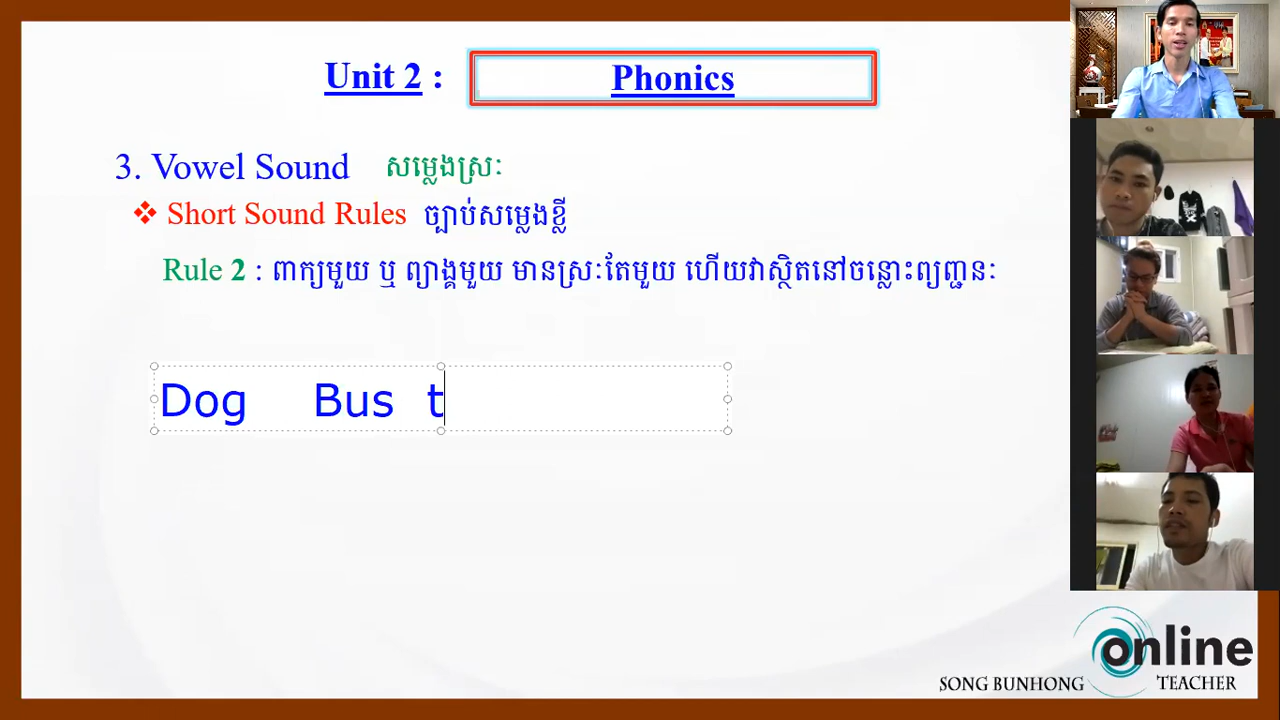 Unit 2 : Phonics
3. Vowel Sound សម្លេងស្រៈ
❖ Short Sound Rules ច្បាប់សម្លេងខ្លី
Rule 2 : ពាក្យមួយ ឬ ព្យាង្គមួយ មានស្រៈតែមួយ ហើយវាស្ថិតនៅចន្លោះព្យញ្ជនៈ
Dog Bus t
online
SONG BUNHONG TEACHER